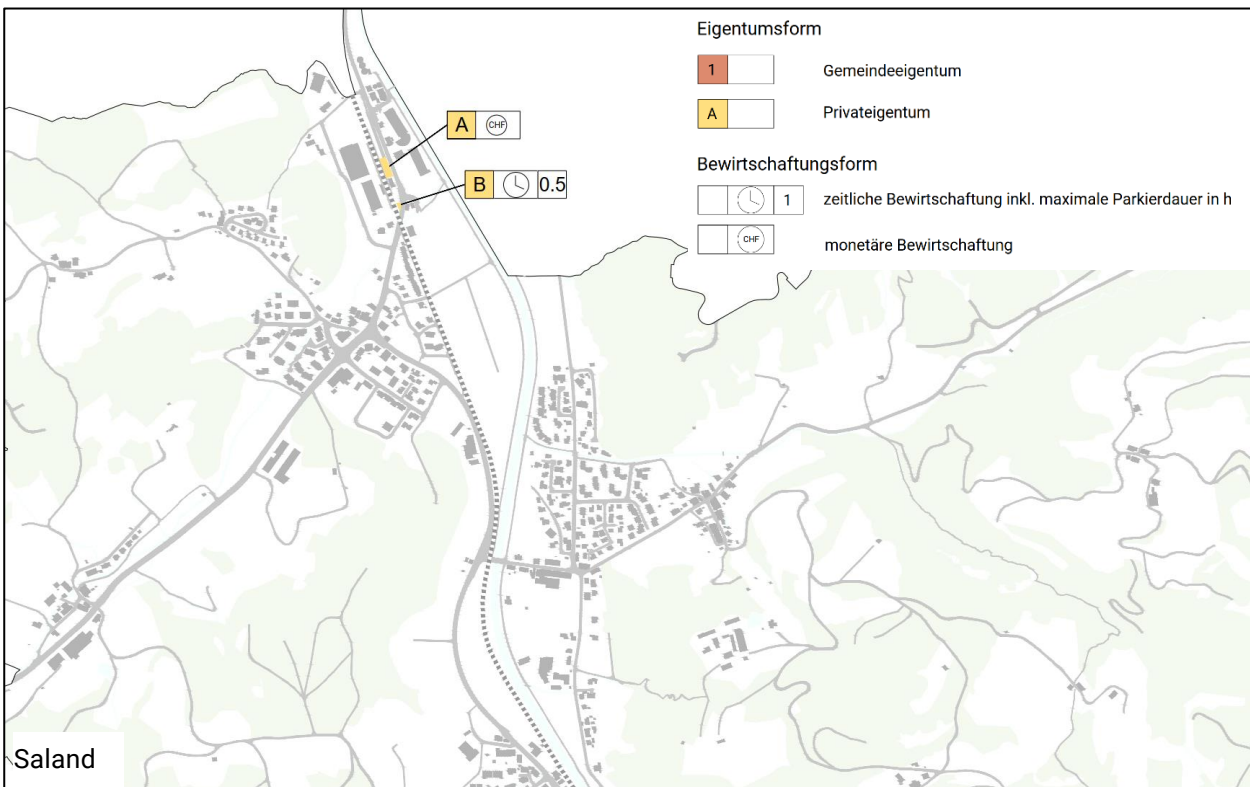 Eigentumsform
1
Gemeindeeigentum
A
Privateigentum
Bewirtschaftungsform
1 zeitliche Bewirtschaftung inkl. maximale Parkierdauer in h
CHF
monetäre Bewirtschaftung
A CHF
B 0.5
Saland